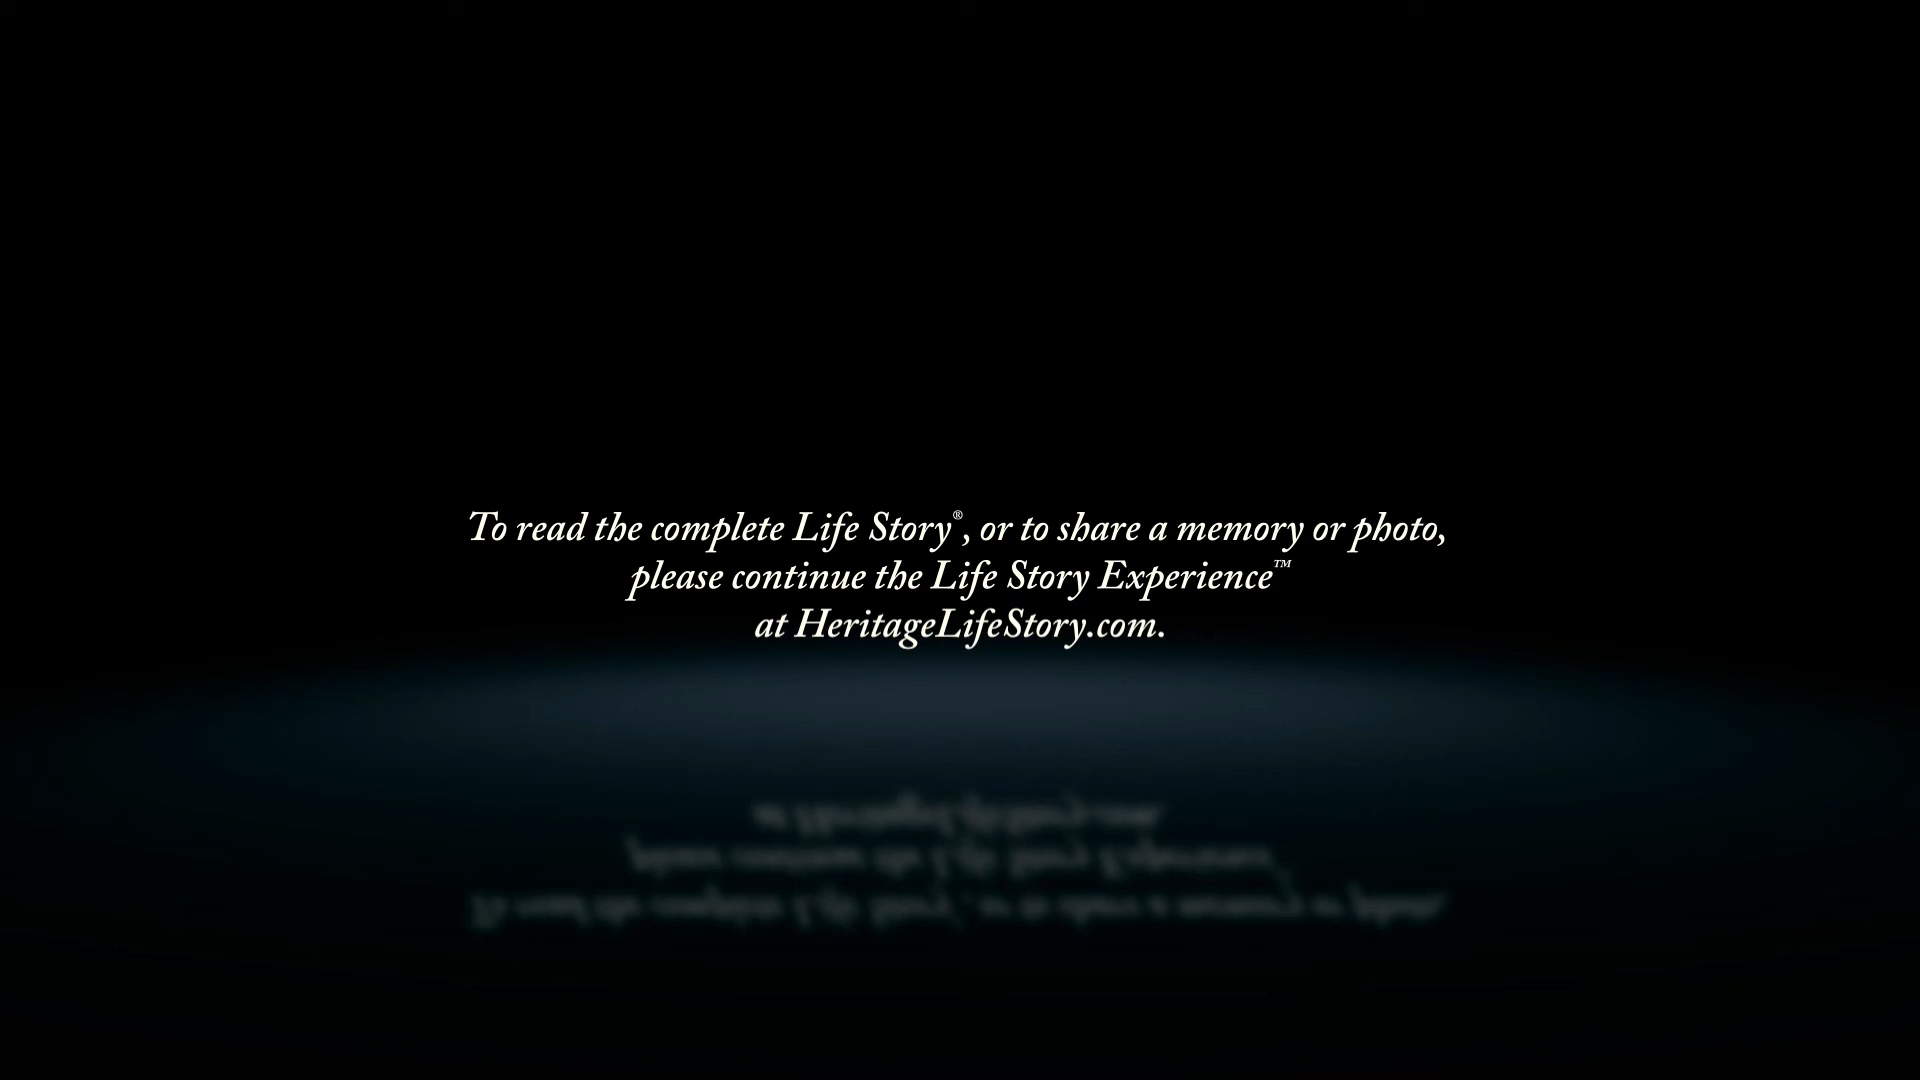 To read the complete Life Story®, or to share a memory or photo,
please continue the Life Story Experience™
at HeritageLifeStory.com.